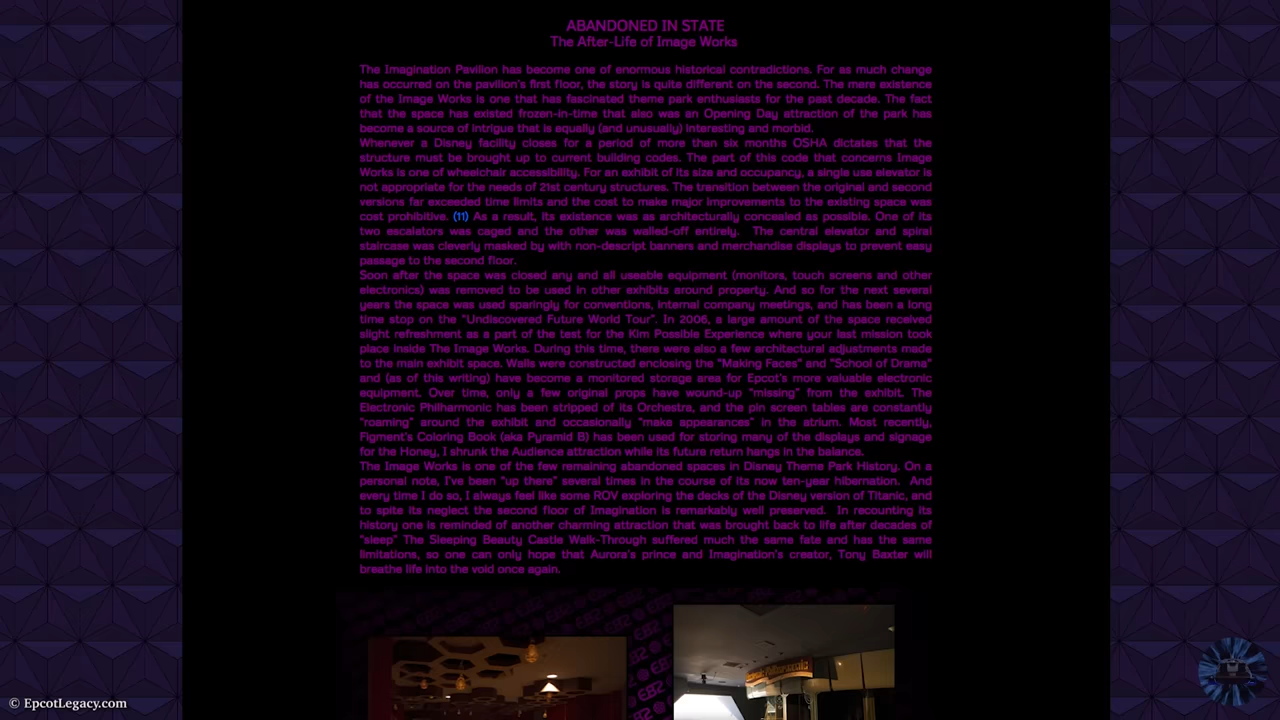 ABANDONED IN STATE
The After-Life of Image Works
The Imagination Pavilion has become one of enormous historical contradictions. For as much change
has occurred on the pavilion's first floor, the story is quite different on the second. The mere existence
of the Image Works is one that has fascinated theme park enthusiasts for the past decade. The fact
that the space has existed frozen-in-time that also was an Opening Day attraction of the park has
become a source of intrigue that is equally (and unusually) interesting and morbid.
Whenever a Disney facility closes for a period of more than six months OSHA dictates that the
structure must be brought up to current building codes. The part of this code that concerns Image
Works is one of wheelchair accessibility. For an exhibit of its size and occupancy, a single use elevator is
not appropriate for the needs of 21st century structures. The transition between the original and second
versions far exceeded time limits and the cost to make major improvements to the existing space was
cost prohibitive. (11) As a result, its existence was as architecturally concealed as possible. One of its
two escalators was caged and the other was walled-off entirely. The central elevator and spiral
staircase was cleverly masked by with non-descript banners and merchandise displays to prevent easy
passage to the second floor.
Soon after the space was closed any and all useable equipment (monitors, touch screens and other
electronics) was removed to be used in other exhibits around property. And so for the next several
years the space was used sparingly for conventions, internal company meetings, and has been a long
time stop on the "Undiscovered Future World Tour". In 2006, a large amount of the space received
slight refreshment as a part of the test for the Kim Possible Experience where your last mission took
place inside The Image Works. During this time, there were also a few architectural adjustments made
to the main exhibit space. Walls were constructed enclosing the "Making Faces" and "School of Drama"
and (as of this writing) have become a monitored storage area for Epcot's more valuable electronic
equipment. Over time, only a few original props have wound-up "missing" from the exhibit. The
Electronic Philharmonic has been stripped of its Orchestra, and the pin screen tables are constantly
"roaming" around the exhibit and occasionally "make appearances" in the atrium. Most recently,
Figment's Coloring Book (aka Pyramid B) has been used for storing many of the displays and signage
for the Honey, I shrunk the Audience attraction while its future return hangs in the balance.
The Image Works is one of the few remaining abandoned spaces in Disney Theme Park History. On a
personal note, I've been "up there" several times in the course of its now ten-year hibernation. And
every time I do so, I always feel like some ROV exploring the decks of the Disney version of Titanic, and
to spite its neglect the second floor of Imagination is remarkably well preserved. In recounting its
history one is reminded of another charming attraction that was brought back to life after decades of
"sleep" The Sleeping Beauty Castle Walk-Through suffered much the same fate and has the same
limitations, so one can only hope that Aurora's prince and Imagination's creator, Tony Baxter will
breathe life into the void once again.
© EpcotLegacy.com